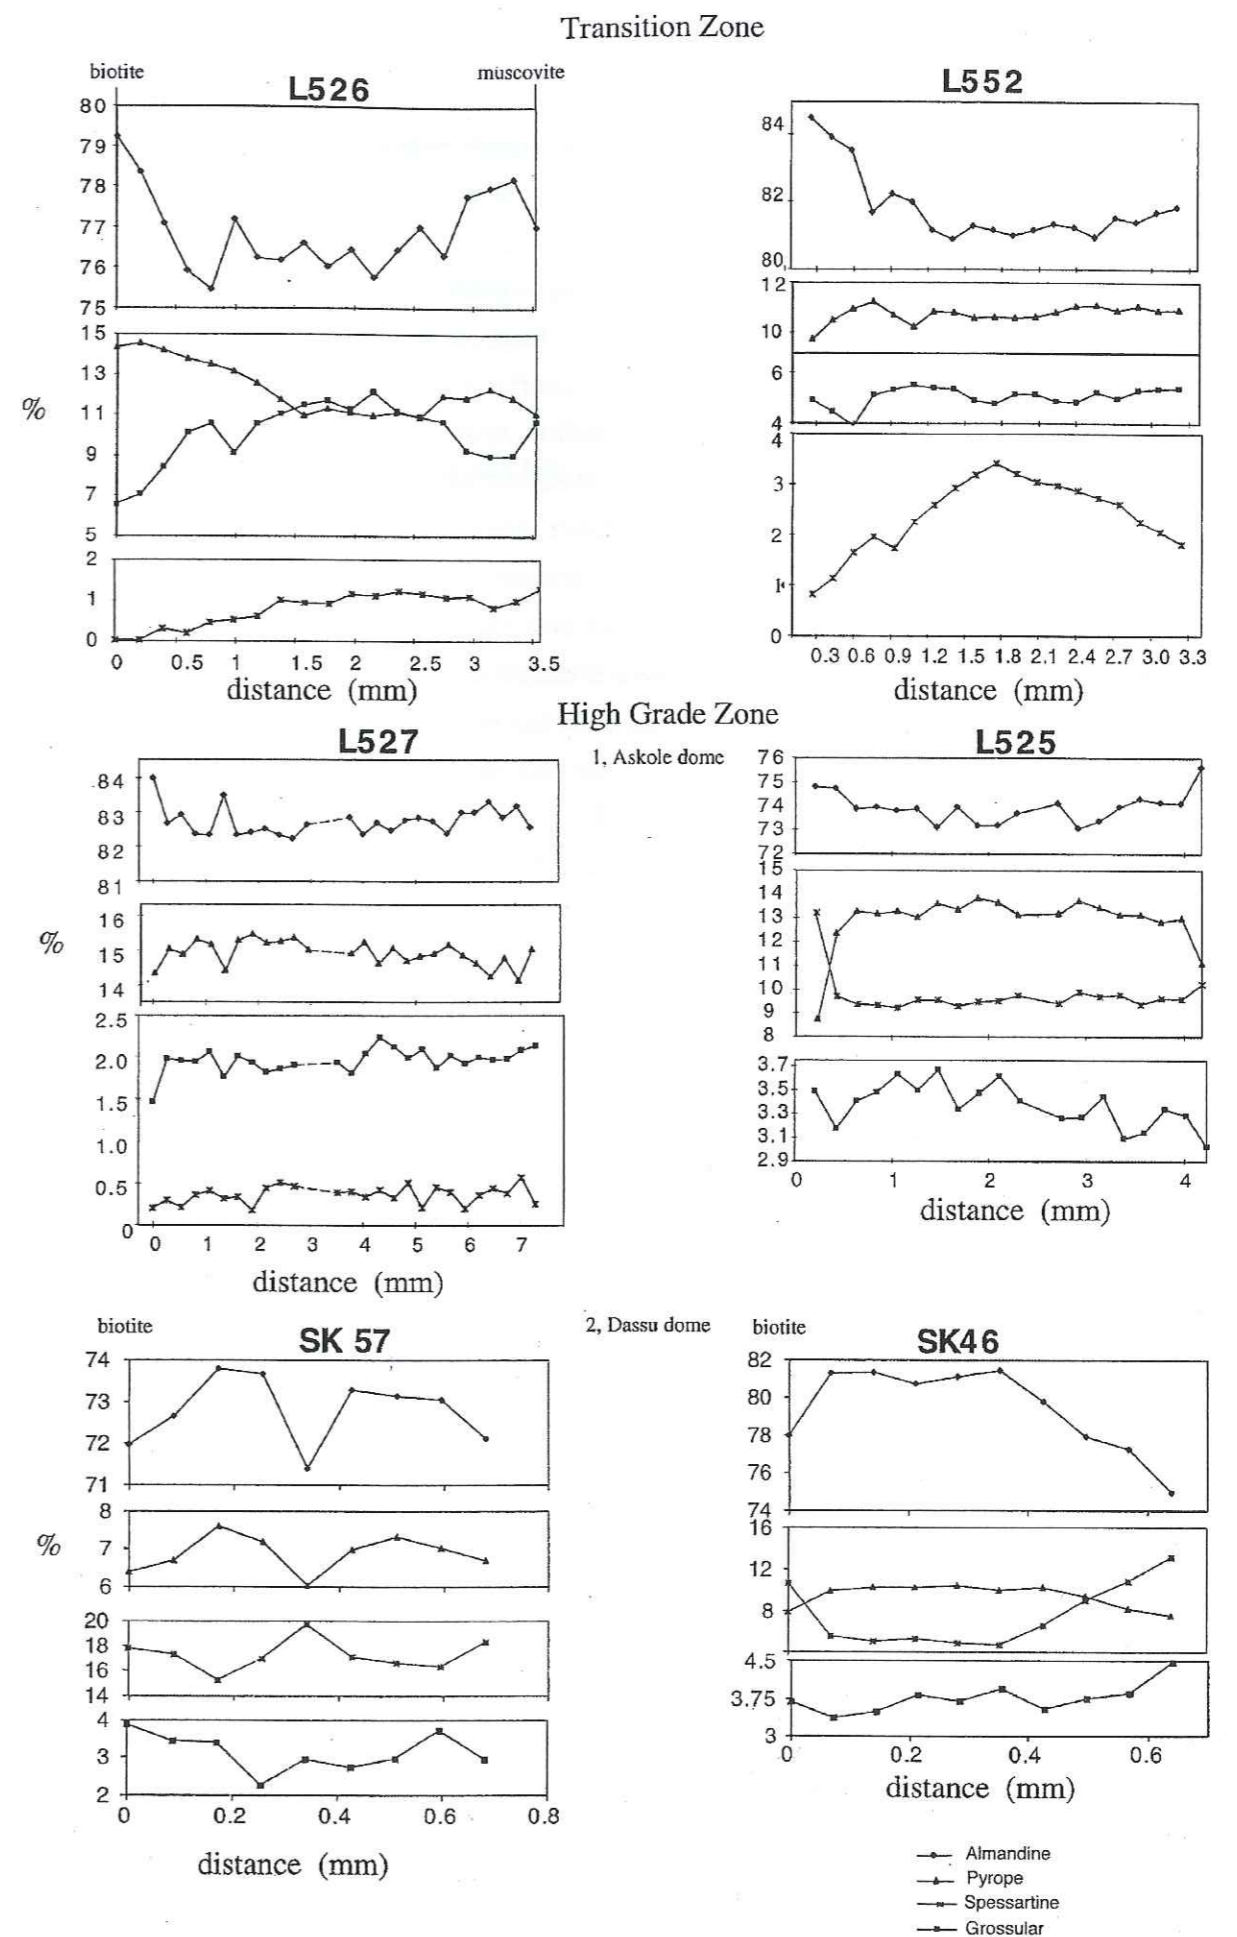 Transition Zone
biotite
L526
muscovite
80
79
78
77
76
75
15
13
11
9
7
5
%
2
1
0
0 0.5 1 1.5 2 2.5 3 3.5
distance (mm)
L552
84
82
80
12
10
6
4
4
3
2
1
0
0.3 0.6 0.9 1.2 1.5 1.8 2.1 2.4 2.7 3.0 3.3
distance (mm)
High Grade Zone
1, Askole dome
L527
84
83
82
81
16
15
14
%
2.5
2.0
1.5
1.0
0.5
0
0 1 2 3 4 5 6 7
distance (mm)
L525
76
75
74
73
72
15
14
13
12
11
10
9
8
3.7
3.5
3.3
3.1
2.9
0 1 2 3 4
distance (mm)
2, Dassu dome
biotite
SK 57
74
73
72
71
8
7
6
%
20
18
16
14
4
3
2
0 0.2 0.4 0.6 0.8
distance (mm)
biotite
SK46
82
80
78
76
74
16
12
8
4.5
3.75
3
0 0.2 0.4 0.6
distance (mm)
Almandine
Pyrope
Spessartine
Grossular